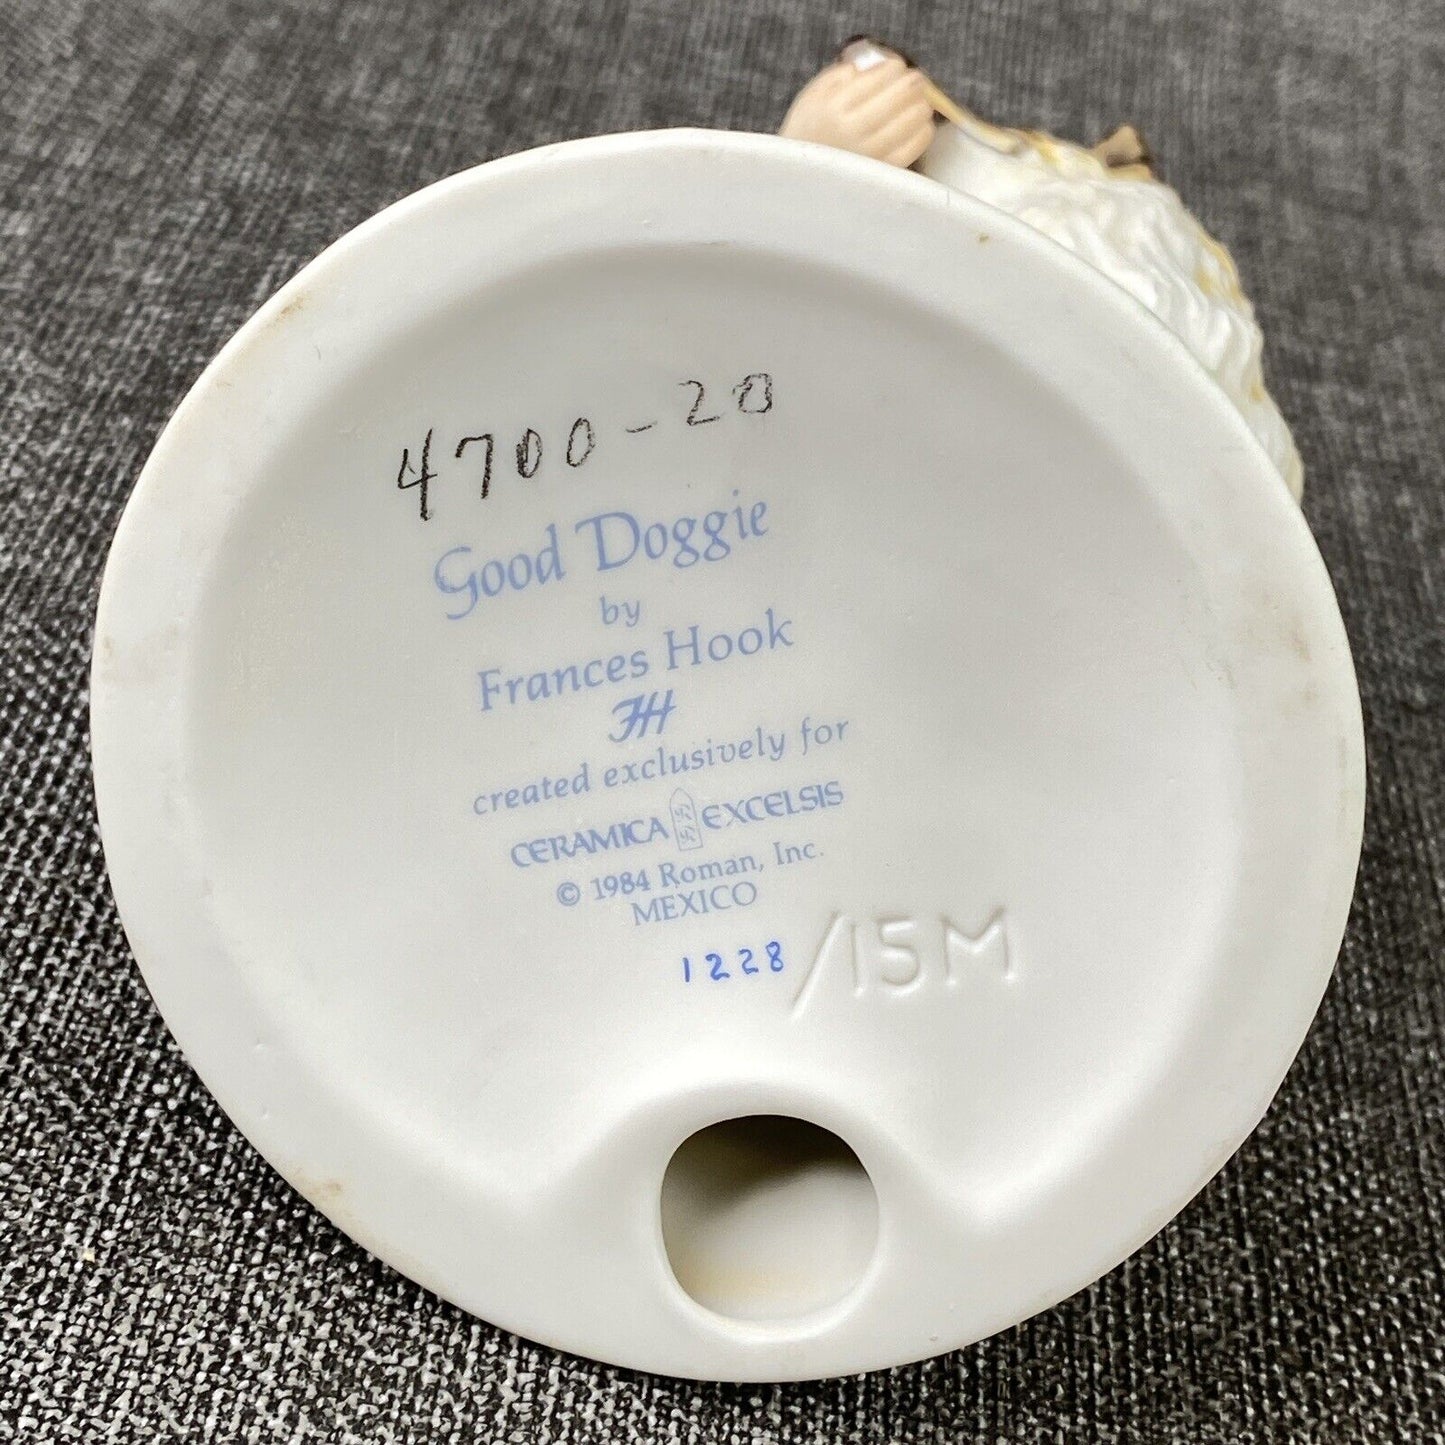 4700-20
Good Doggie
by
Frances Hook
FH
created exclusively for
CERAMICA EXCELSIS
© 1984 Roman, Inc.
MEXICO
1228/15M